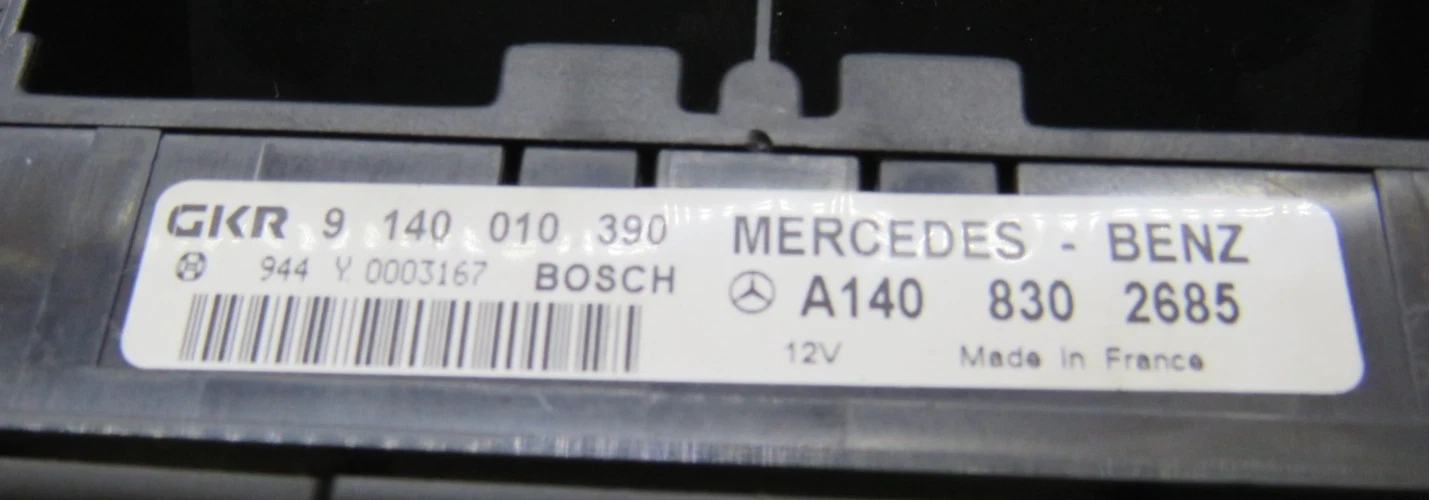 GKR 9 140 010 390
944 Y 0003167 BOSCH
MERCEDES - BENZ
A140 830 2685
12V Made in France